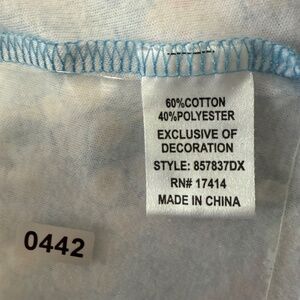 60%COTTON
40%POLYESTER
EXCLUSIVE OF
DECORATION
STYLE: 857837DX
RN# 17414
MADE IN CHINA
0442